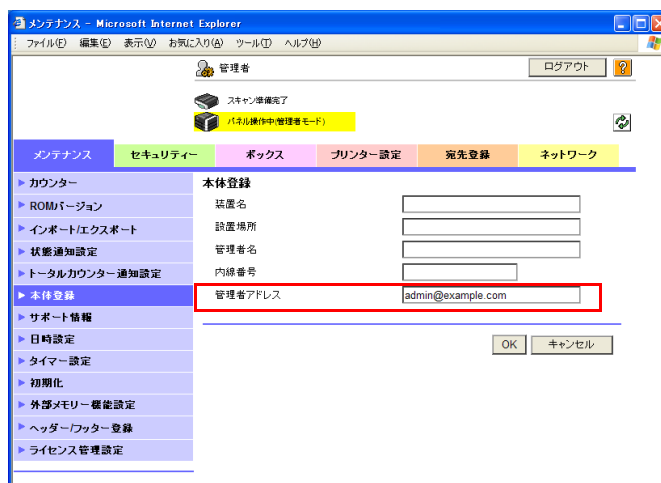 メンテナンス - Microsoft Internet Explorer
ファイル(F) 編集(E) 表示(V) お気に入り(A) ツール(T) ヘルプ(H)
管理者
ログアウト
?
スキャン準備完了
パネル操作中(管理者モード)
メンテナンス セキュリティー ボックス プリンター設定 宛先登録 ネットワーク
カウンター
ROMバージョン
インポート/エクスポート
状態通知設定
トータルカウンター通知設定
本体登録
サポート情報
日時設定
タイマー設定
初期化
外部メモリー機能設定
ヘッダー/フッター登録
ライセンス管理設定
本体登録
装置名
設置場所
管理者名
内線番号
管理者アドレス admin@example.com
OK キャンセル